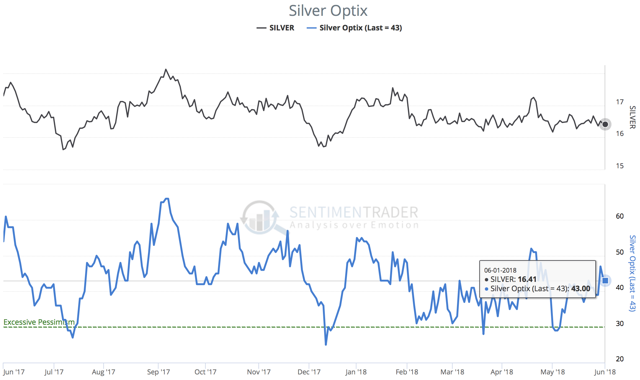 Silver Optix
SILVER Silver Optix (Last = 43)
17
16
15
SILVER
SENTIMENTRADER
Analysis over Emotion
60
50
40
30
20
Silver Optix (Last = 43)
06-01-2018
SILVER: 16.41
Silver Optix (Last = 43): 43.00
Excessive Pessimism
Jun '17 Jul '17 Aug '17 Sep '17 Oct '17 Nov '17 Dec '17 Jan '18 Feb '18 Mar '18 Apr '18 May '18 Jun '18